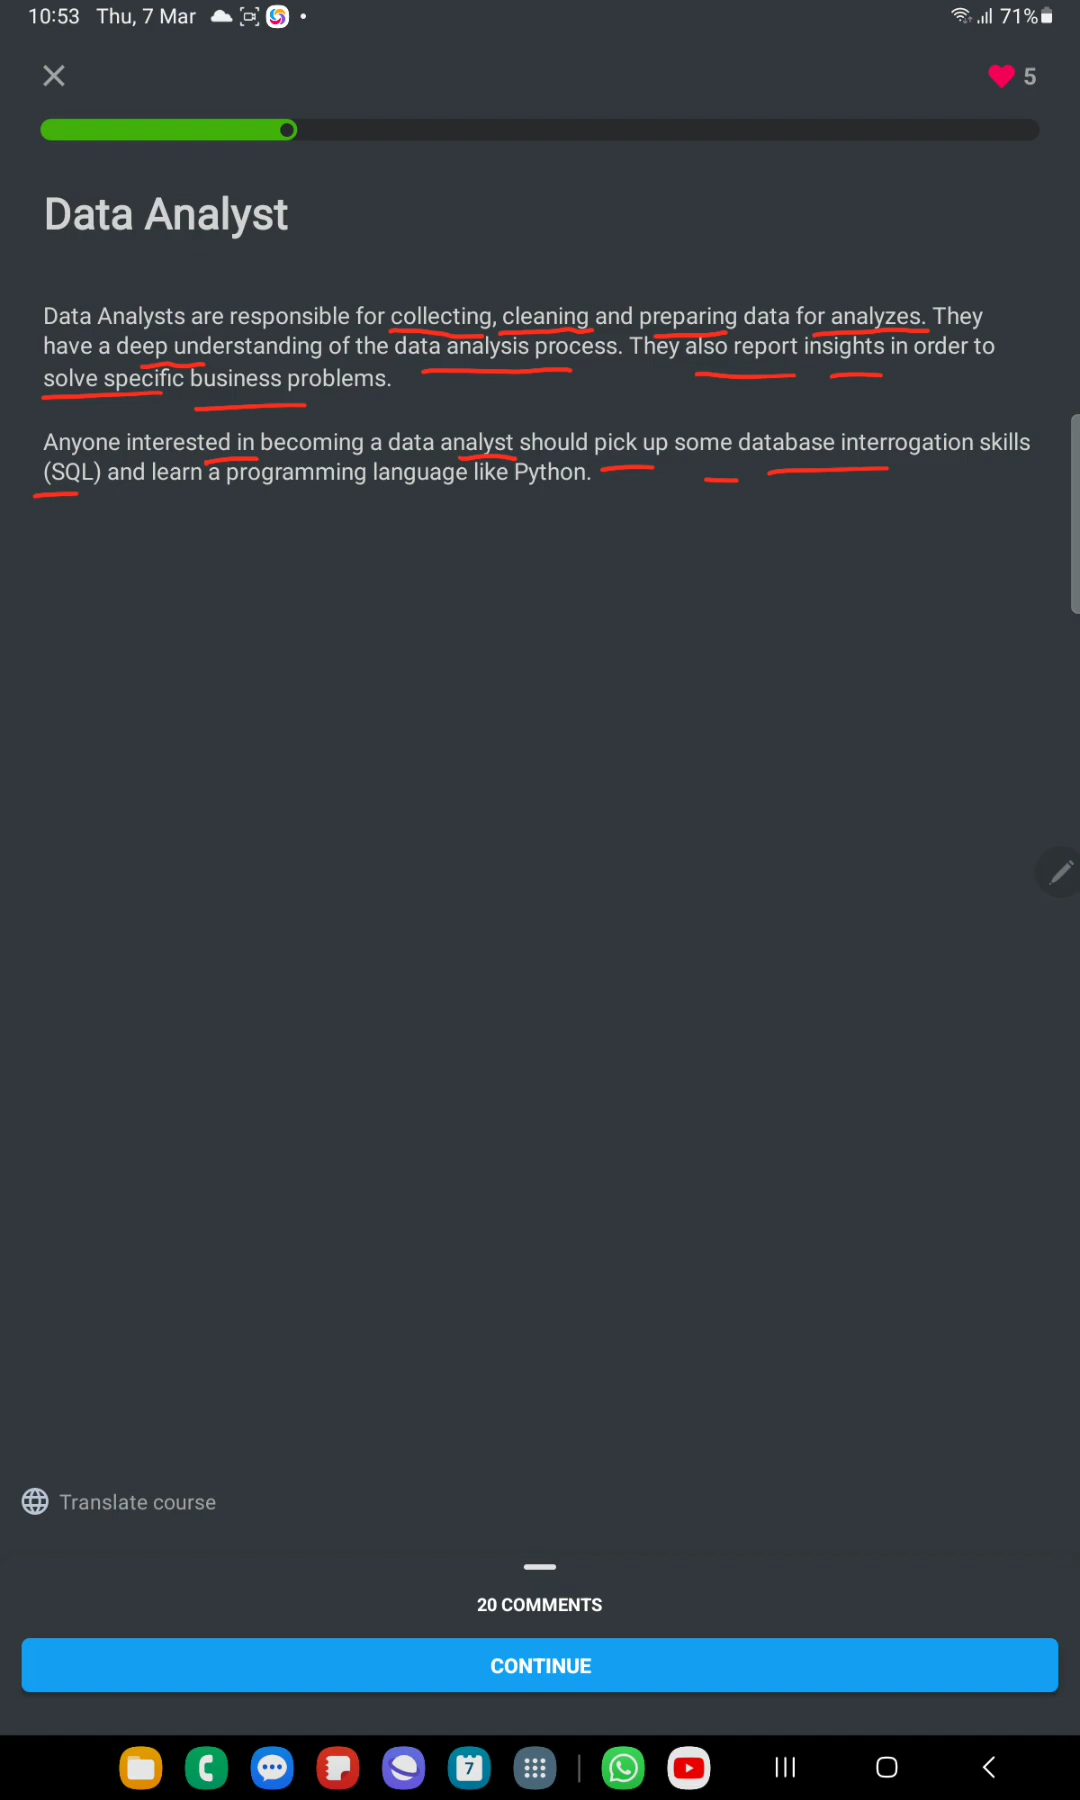 10:53 Thu, 7 Mar
71%
5
Data Analyst
Data Analysts are responsible for collecting, cleaning and preparing data for analyzes. They
have a deep understanding of the data analysis process. They also report insights in order to
solve specific business problems.
Anyone interested in becoming a data analyst should pick up some database interrogation skills
(SQL) and learn a programming language like Python.
Translate course
20 COMMENTS
CONTINUE
7